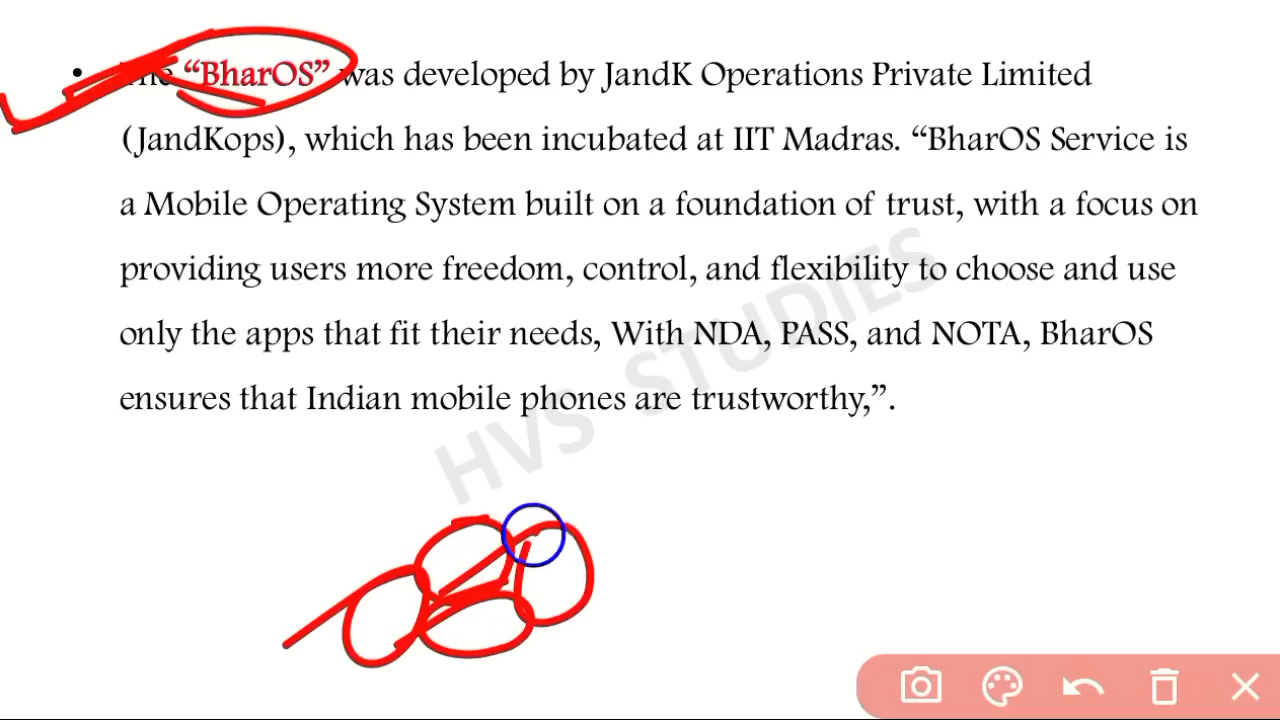 • The “BharOS” was developed by JandK Operations Private Limited
(JandKops), which has been incubated at IIT Madras. “BharOS Service is
a Mobile Operating System built on a foundation of trust, with a focus on
providing users more freedom, control, and flexibility to choose and use
only the apps that fit their needs, With NDA, PASS, and NOTA, BharOS
ensures that Indian mobile phones are trustworthy,”.
HVS STUDIES